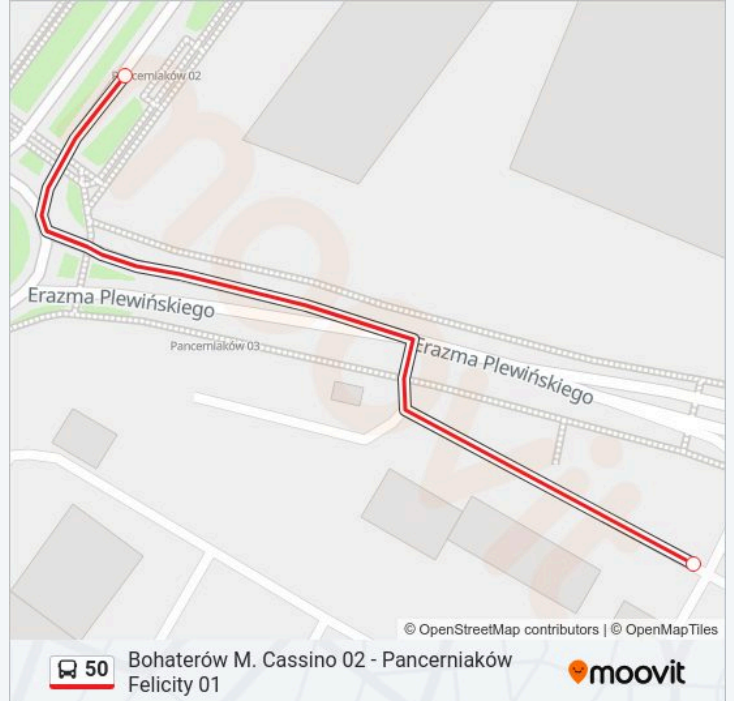 Pancerniaków 02
Erazma Plewińskiego
Pancerniaków 03
Erazma Plewińskiego
moovit
© OpenStreetMap contributors | © OpenMapTiles
50
Bohaterów M. Cassino 02 - Pancerniaków
Felicity 01
moovit